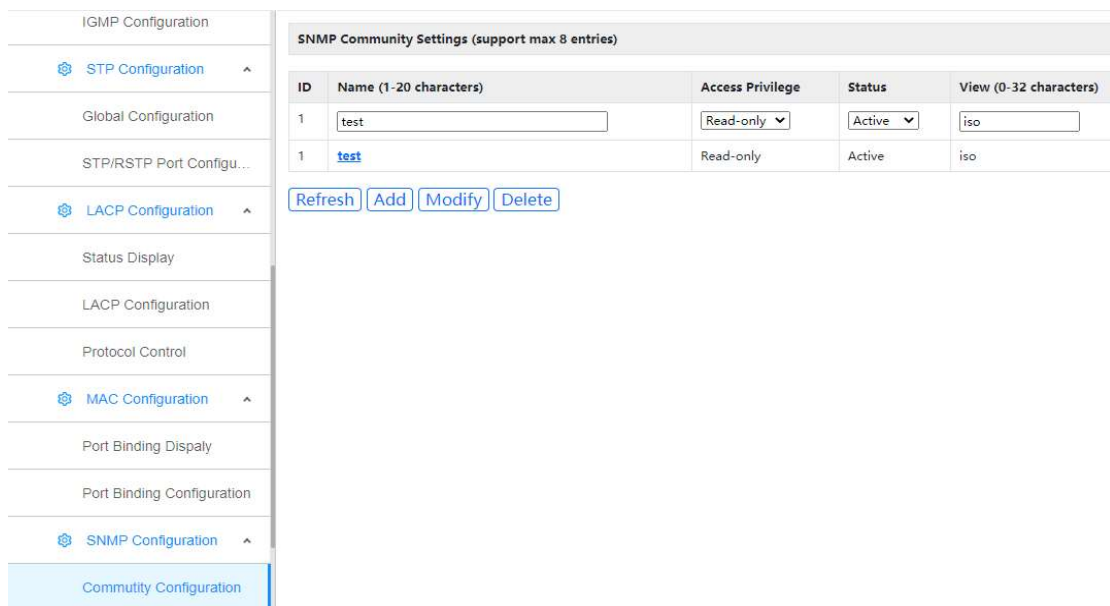 IGMP Configuration
STP Configuration
Global Configuration
STP/RSTP Port Configu...
LACP Configuration
Status Display
LACP Configuration
Protocol Control
MAC Configuration
Port Binding Dispaly
Port Binding Configuration
SNMP Configuration
Commutity Configuration
SNMP Community Settings (support max 8 entries)
ID Name (1-20 characters) Access Privilege Status View (0-32 characters)
1 test Read-only Active iso
1 test Read-only Active iso
Refresh Add Modify Delete